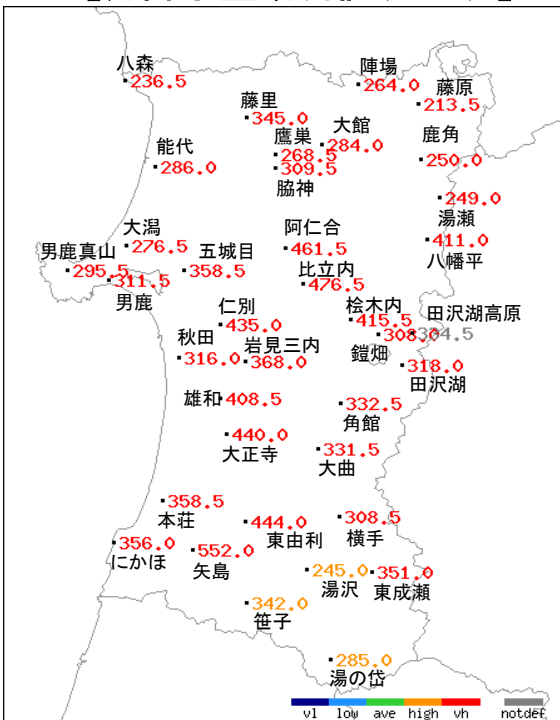 八森
236.5
陣場
264.0
藤原
213.5
藤里
345.0
鷹巣
268.5
大館
284.0
鹿角
250.0
能代
286.0
309.5
脇神
249.0
湯瀬
大潟
276.5
阿仁合
461.5
411.0
八幡平
男鹿真山
295.5
五城目
358.5
311.5
男鹿
比立内
476.5
仁別
435.0
桧木内
415.5
田沢湖高原
304.5
308.0
鎧畑
秋田
316.0
岩見三内
368.0
318.0
田沢湖
雄和
408.5
332.5
角館
440.0
大正寺
331.5
大曲
358.5
本荘
444.0
東由利
308.5
横手
356.0
にかほ
552.0
矢島
245.0
湯沢
351.0
東成瀬
342.0
笹子
285.0
湯の岱
vl low ave high vh notdef